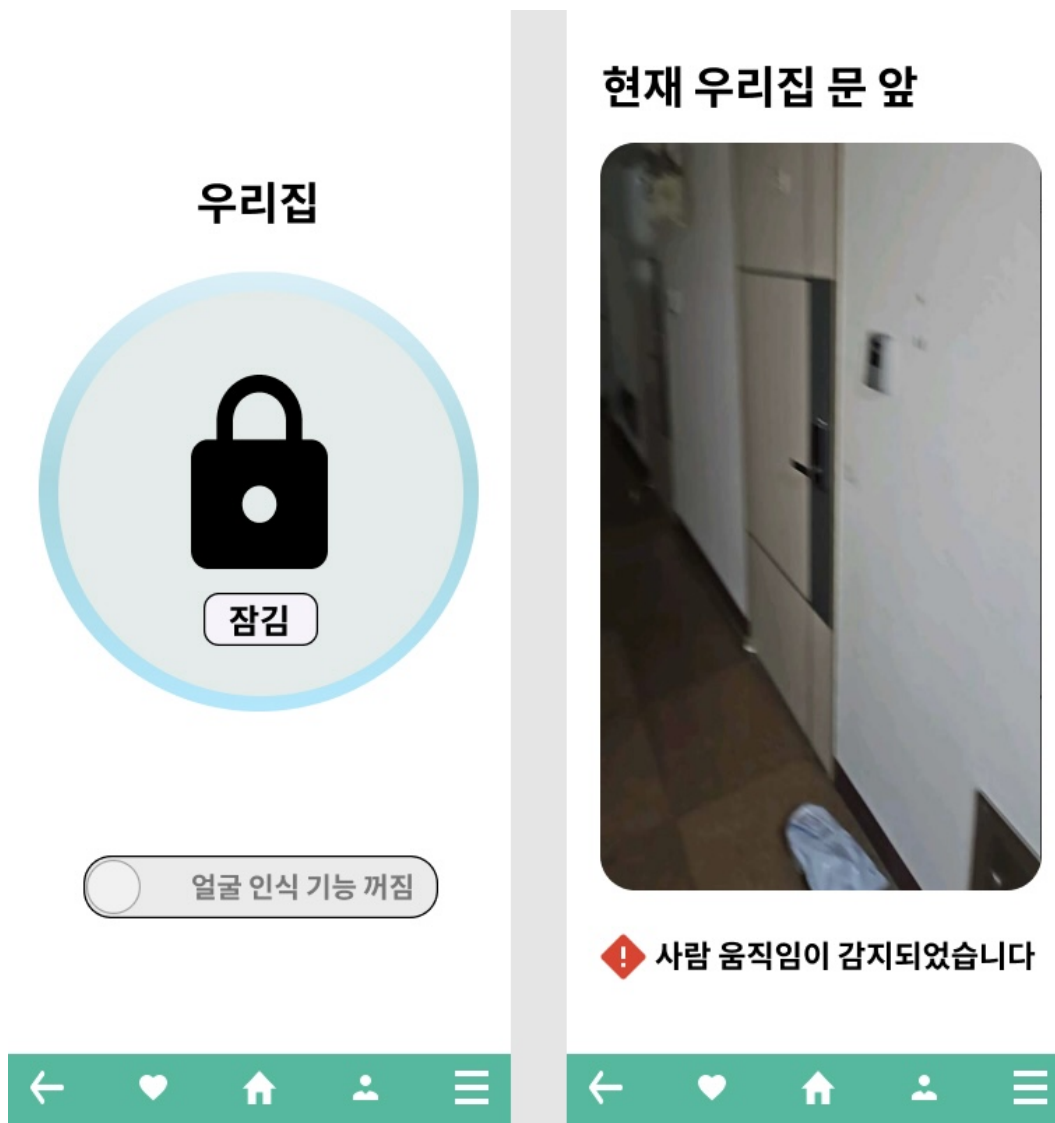 우리집
잠김
얼굴 인식 기능 꺼짐
현재 우리집 문 앞
사람 움직임이 감지되었습니다